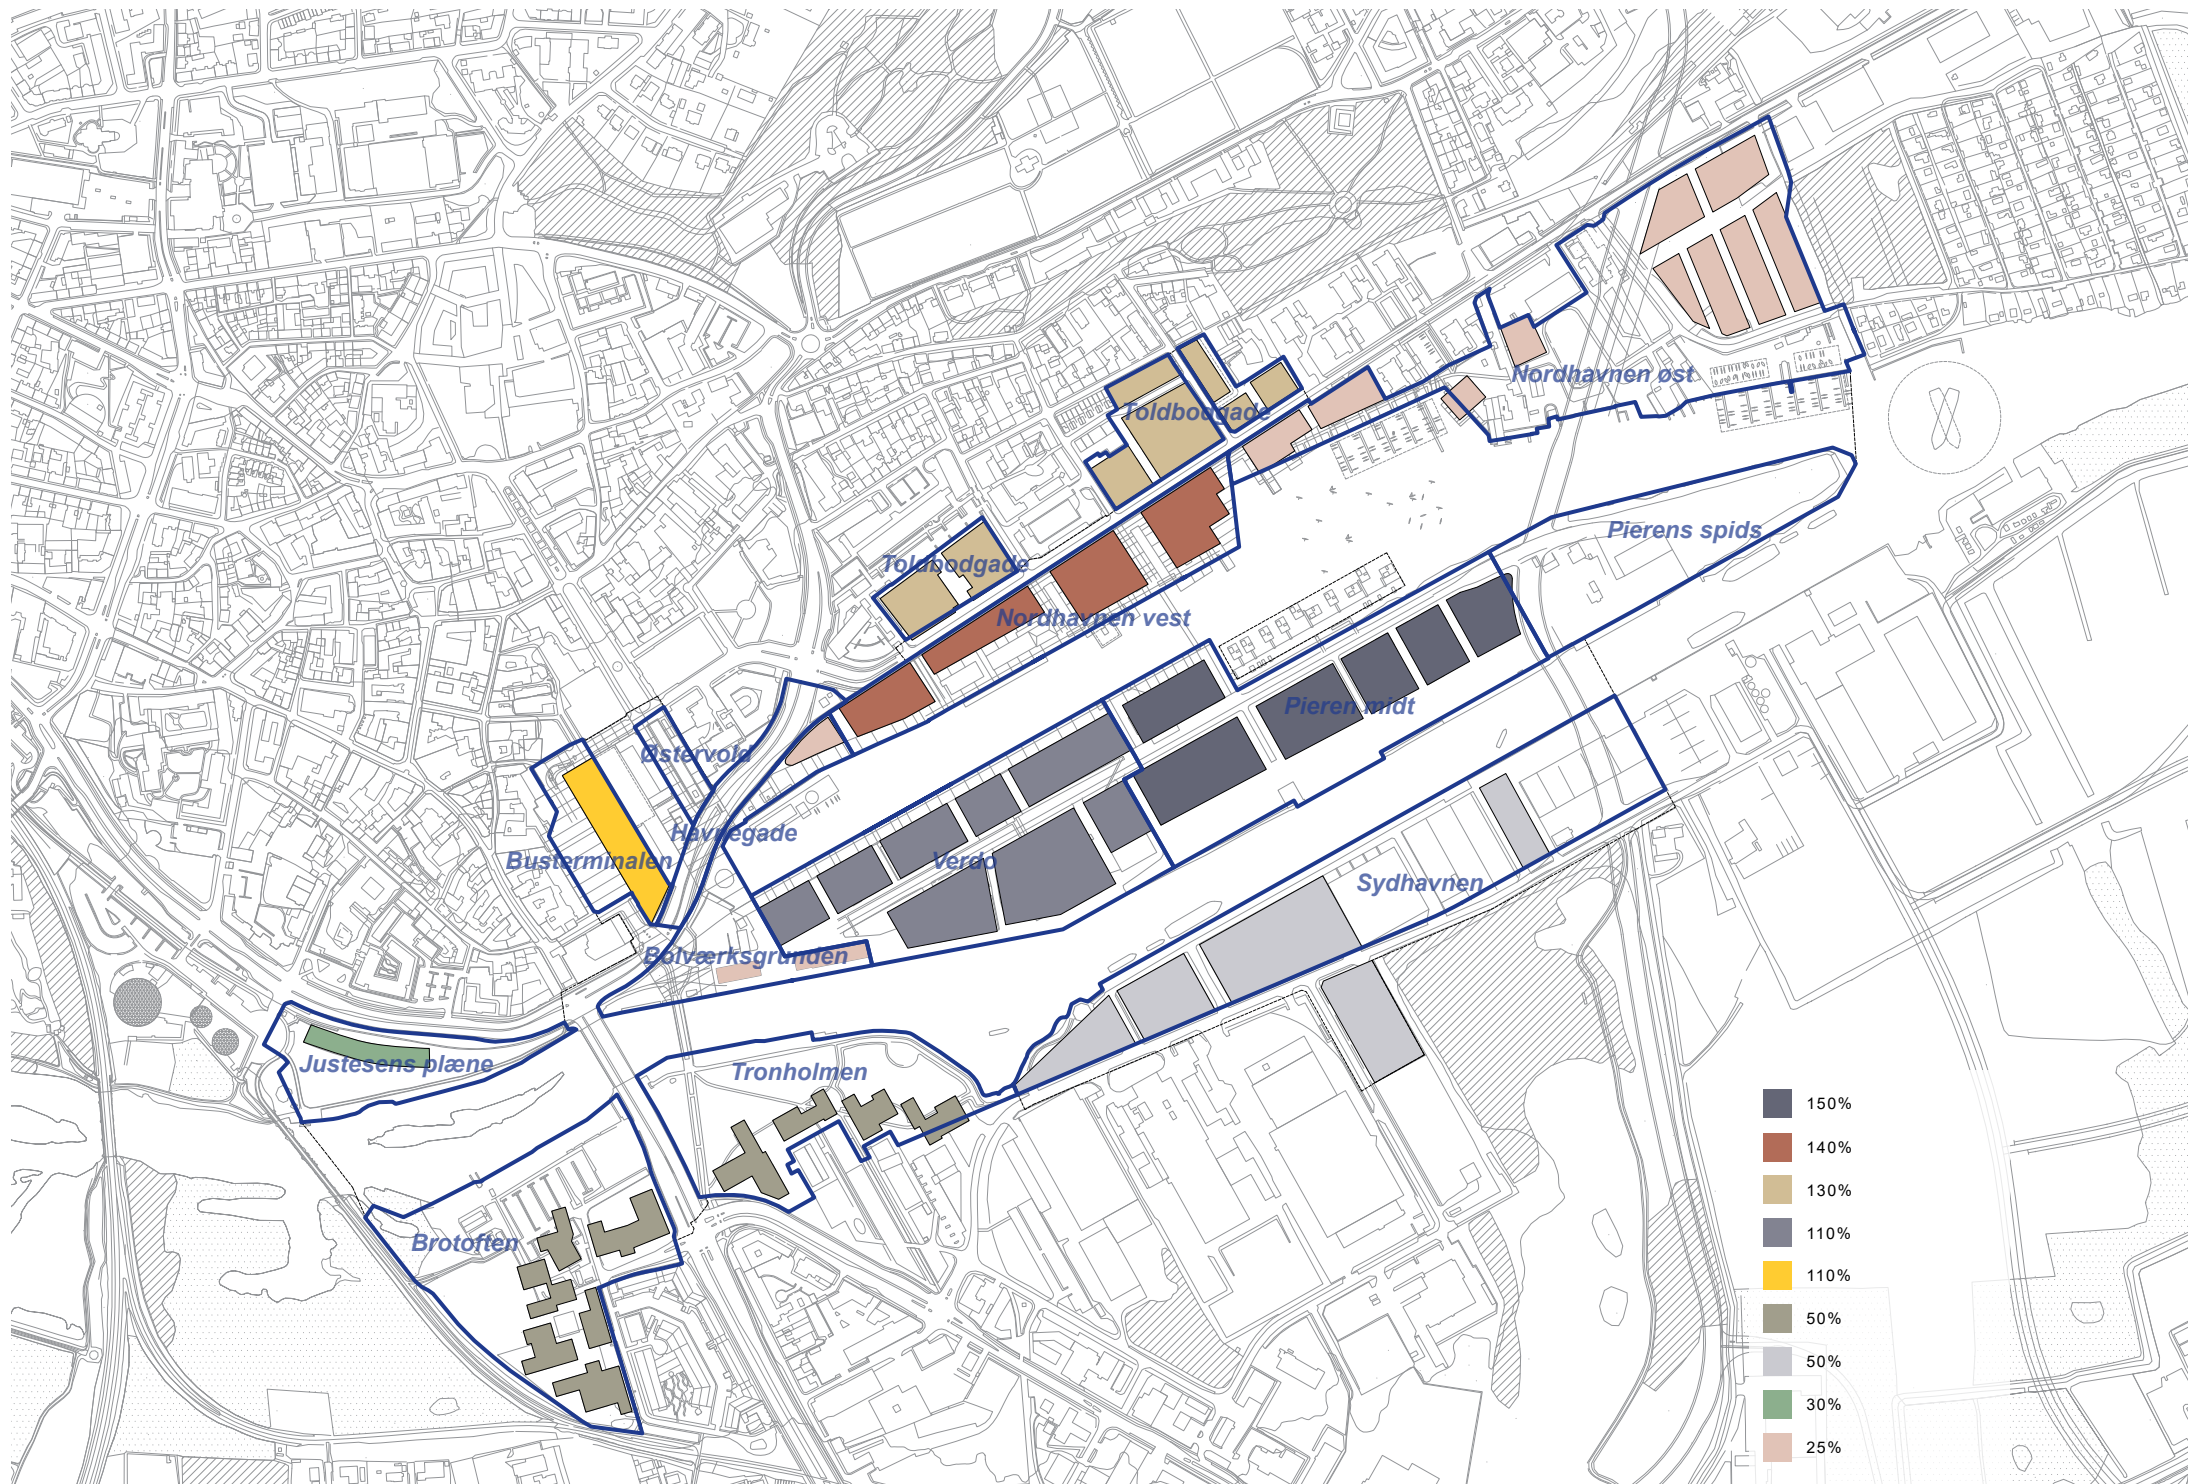 Nordhavnen øst
Toldbodgade
Pierens spids
Toldbodgade
Nordhavnen vest
Pieren midt
Østervold
Havnegade
Busterminalen
Verdo
Sydhavnen
Bolværksgrunden
Justesens plæne
Tronholmen
Brotoften
150%
140%
130%
110%
110%
50%
50%
30%
25%